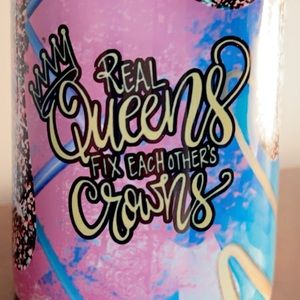 REAL
Queens
FIX EACH OTHER'S
Crowns